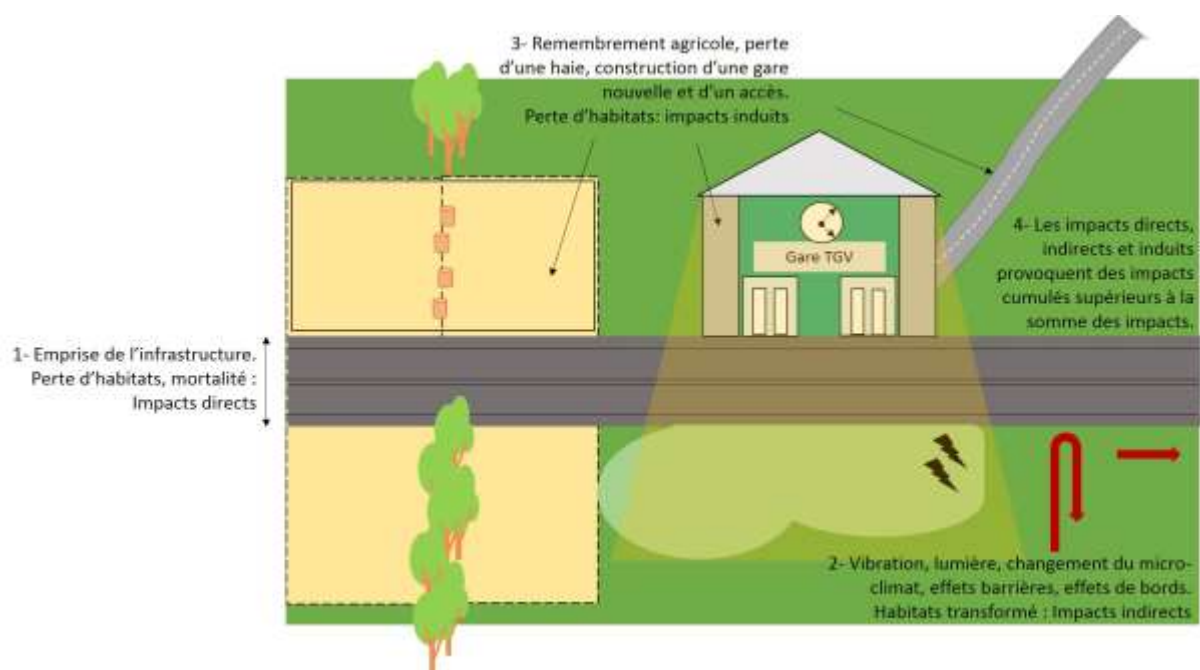 3- Remembrement agricole, perte
d'une haie, construction d'une gare
nouvelle et d'un accès.
Perte d'habitats: impacts induits
4- Les impacts directs,
indirects et induits
provoquent des impacts
cumulés supérieurs à la
somme des impacts.
Gare TGV
1- Emprise de l'infrastructure.
Perte d'habitats, mortalité :
Impacts directs
2- Vibration, lumière, changement du micro-
climat, effets barrières, effets de bords.
Habitats transformé : Impacts indirects